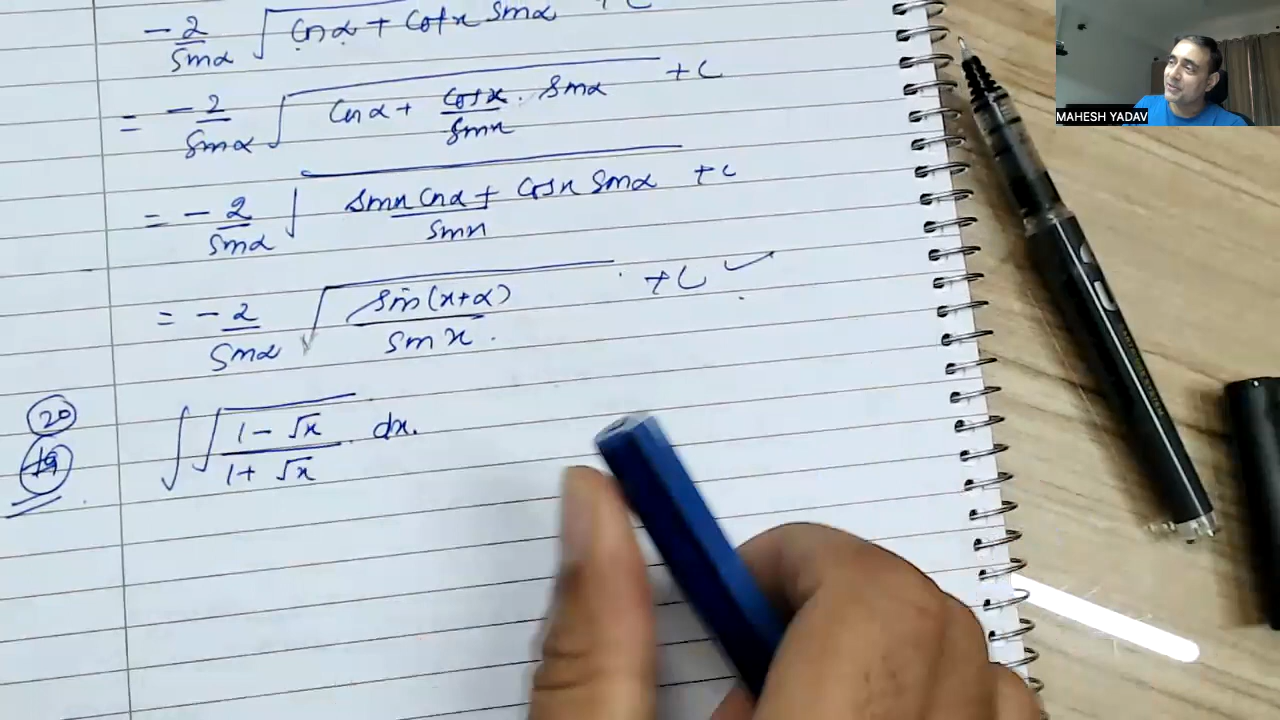 -2/sinα √(cosα + cotx sinα) + C
= -2/sinα √(cosα + cosx/sinx · sinα) + C
= -2/sinα √((sinx cosα + cosx sinα)/sinx) + C
= -2/sinα √(sin(x+α)/sinx) + C ✓
20 19 ∫√((1-√x)/(1+√x)) dx.
MAHESH YADAV